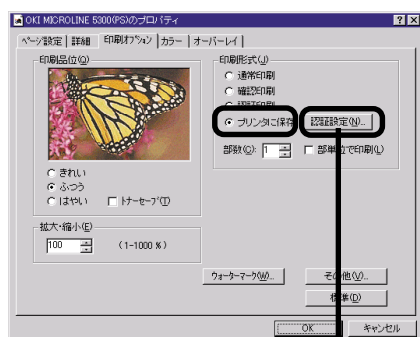 OKI MICROLINE 5300(PS)のプロパティ
ページ設定 詳細 印刷オプション カラー オーバーレイ
印刷品位(Q)
きれい
ふつう
はやい
トナーセーブ(T)
拡大・縮小(E)
100 (1-1000 %)
印刷形式(J)
通常印刷
確認印刷
認証印刷
プリンタに保存 認証設定(N)...
部数(C): 1 部単位で印刷(L)
ウォーターマーク(W)... その他(V)...
標準(D)
OK キャンセル